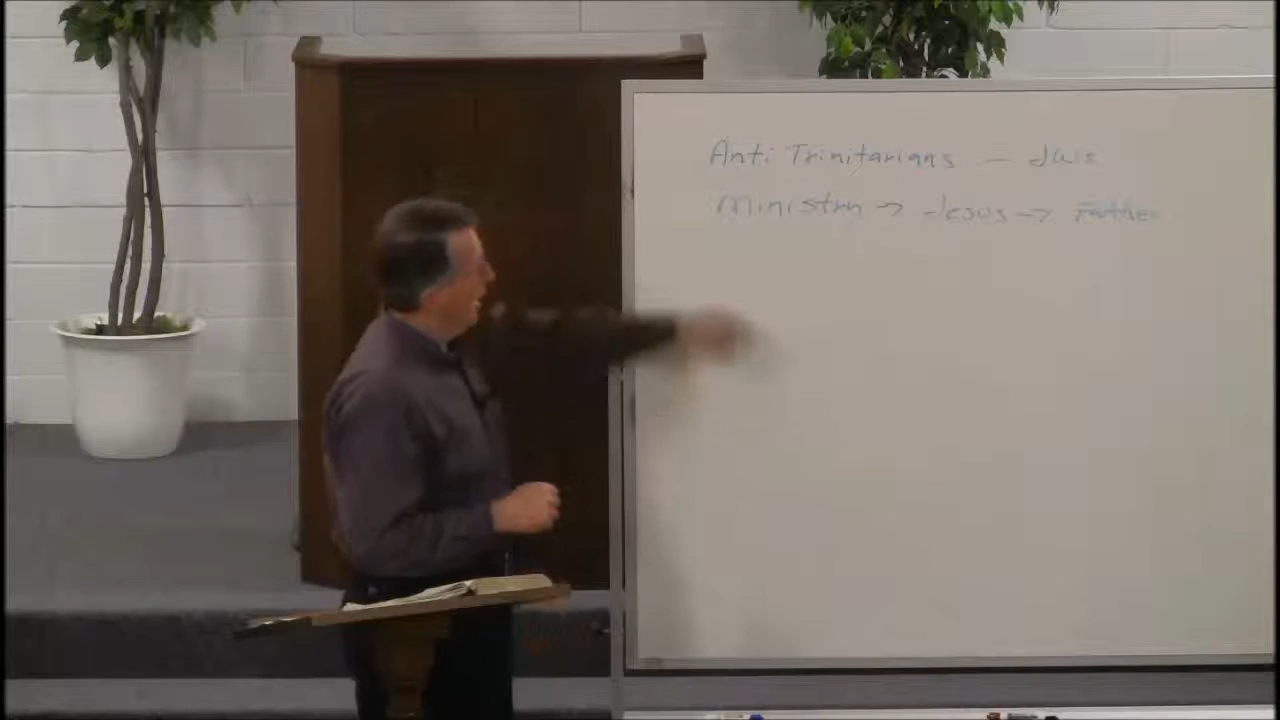 Anti Trinitarians — JWs
Ministry → Jesus → Father